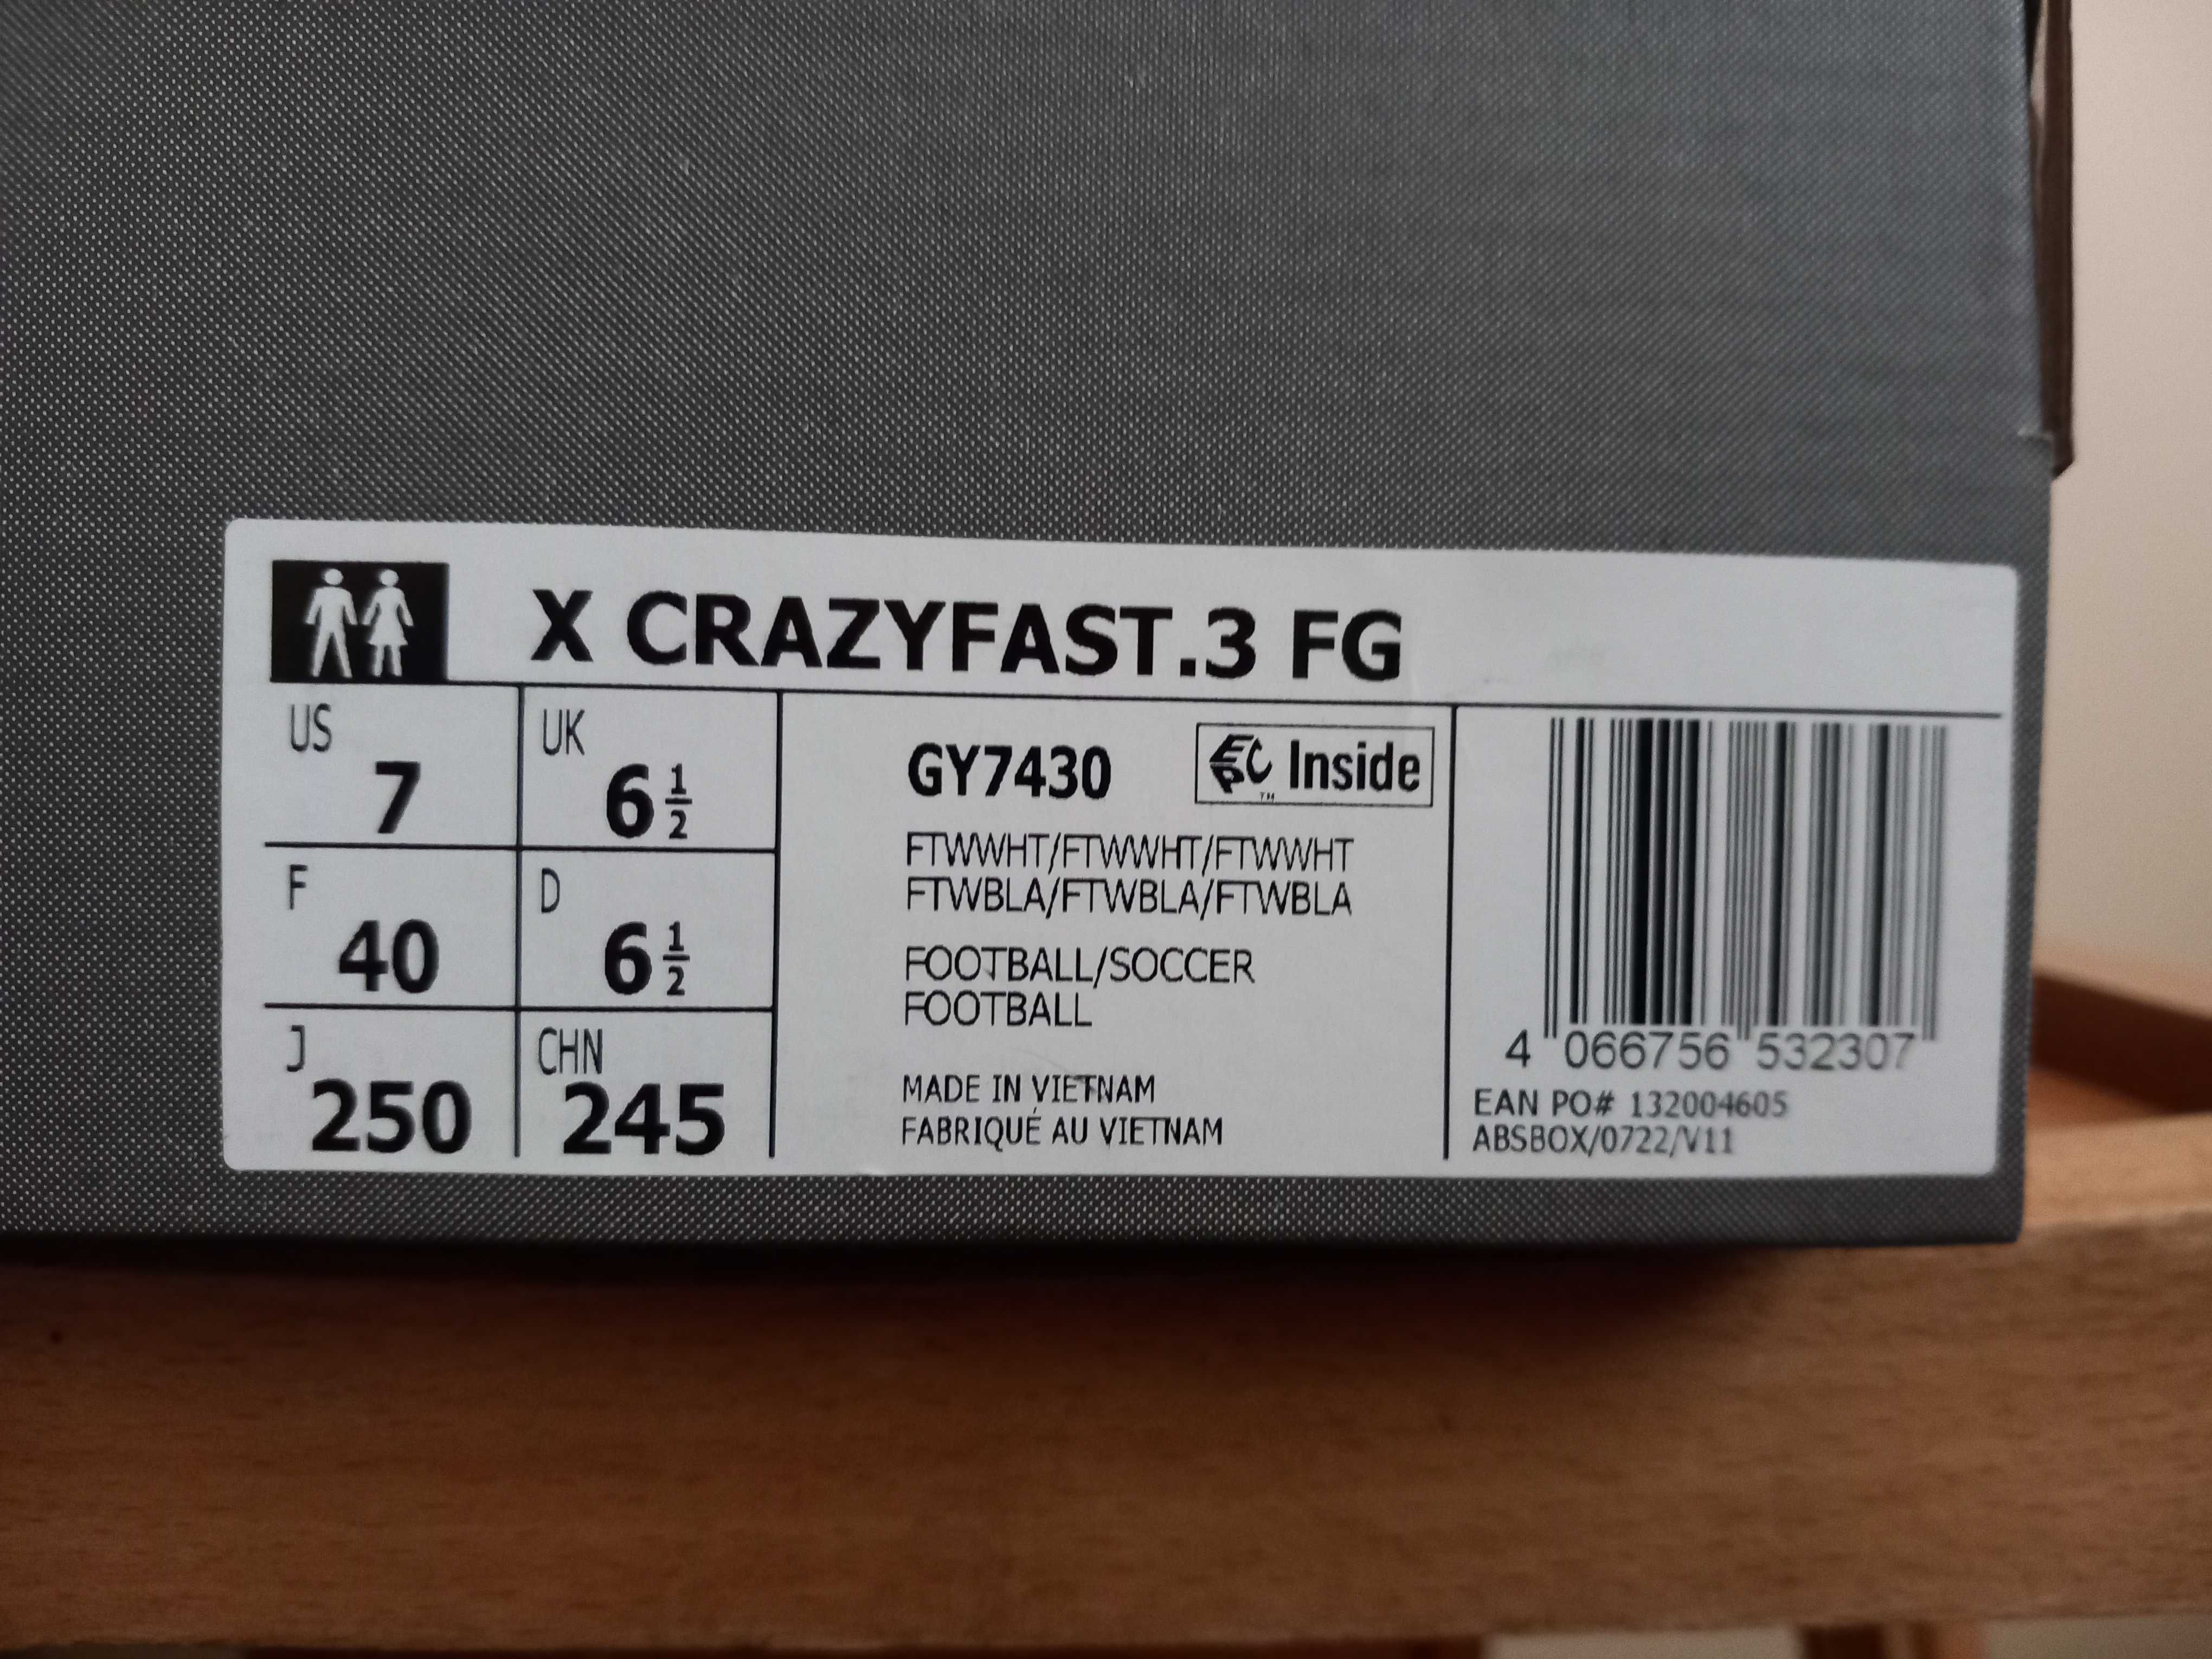 X CRAZYFAST.3 FG
US 7
UK 6 1/2
F 40
D 6 1/2
J 250
CHN 245
GY7430
EPC Inside
TM
FTWWHT/FTWWHT/FTWWHT
FTWBLA/FTWBLA/FTWBLA
FOOTBALL/SOCCER
FOOTBALL
MADE IN VIETNAM
FABRIQUÉ AU VIETNAM
4 066756 532307
EAN PO# 132004605
ABSBOX/0722/V11